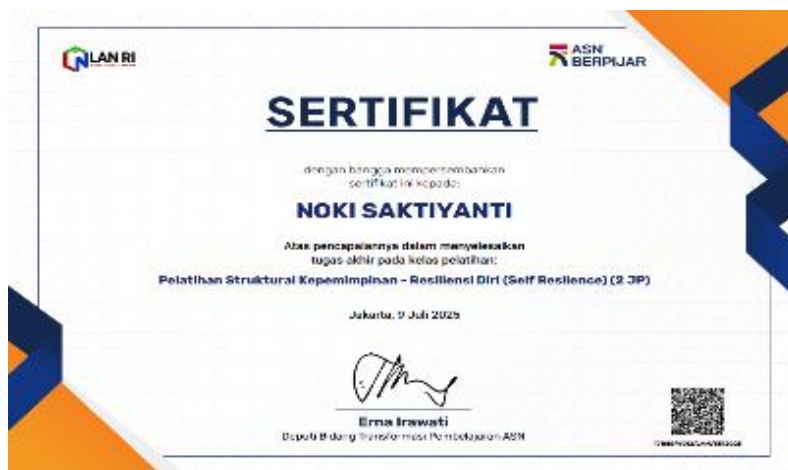 LAN RI
ASN
BERPIJAR
SERTIFIKAT
dengan bangga mempersembahkan
sertifikat ini kepada:
NOKI SAKTIYANTI
Atas pencapaiannya dalam menyelesaikan
tugas akhir pada kelas pelatihan:
Pelatihan Struktural Kepemimpinan - Resiliensi Diri (Self Resilence) (2 JP)
Jakarta, 9 Juli 2025
Erna Irawati
Deputi Bidang Transformasi Pembelajaran ASN